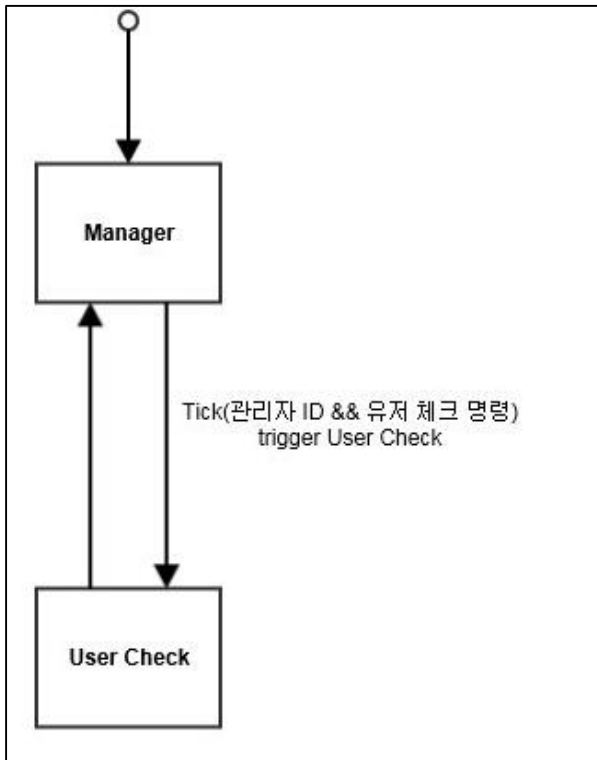 Manager
Tick(관리자 ID && 유저 체크 명령)
trigger User Check
User Check